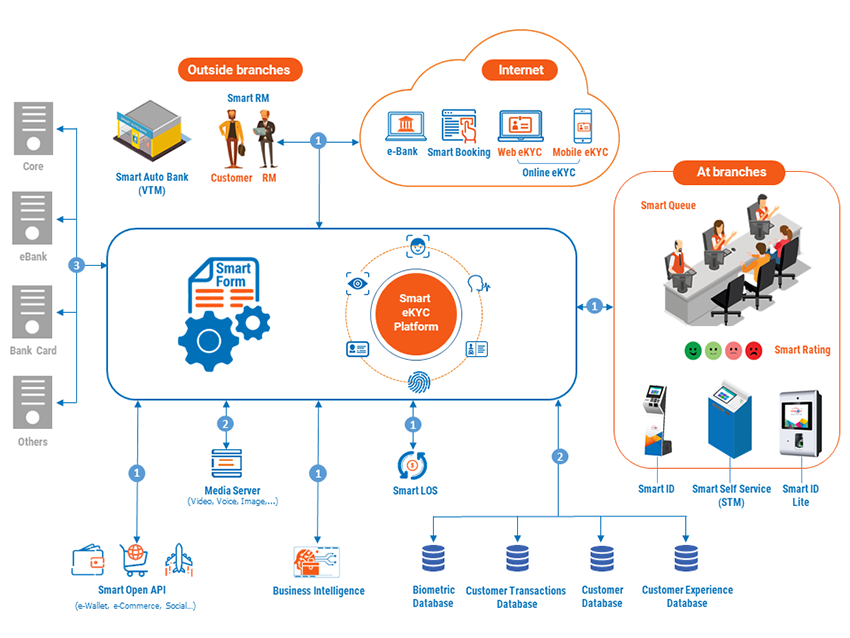 Outside branches
Internet
Smart RM
1
e-Bank
Smart Booking
Web eKYC
Mobile eKYC
Online eKYC
Smart Auto Bank
(VTM)
Customer
RM
At branches
Smart Queue
Core
eBank
Bank Card
Others
3
Smart
Form
Smart
eKYC
Platform
1
Smart Rating
Smart ID
Smart Self Service
(STM)
Smart ID
Lite
1
2
1
1
2
Media Server
(Video, Voice, Image,...)
Smart LOS
Smart Open API
(e-Wallet, e-Commerce, Social...)
Business Intelligence
Biometric
Database
Customer Transactions
Database
Customer
Database
Customer Experience
Database